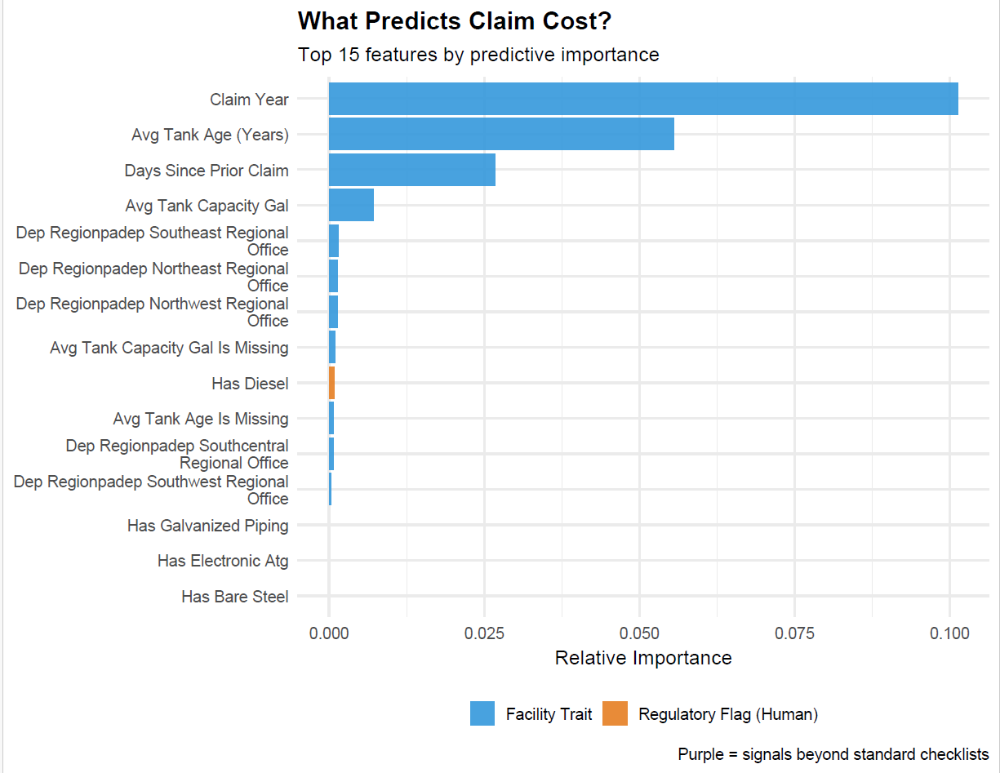 What Predicts Claim Cost?
Top 15 features by predictive importance
Claim Year
Avg Tank Age (Years)
Days Since Prior Claim
Avg Tank Capacity Gal
Dep Regionpadep Southeast Regional
Office
Dep Regionpadep Northeast Regional
Office
Dep Regionpadep Northwest Regional
Office
Avg Tank Capacity Gal Is Missing
Has Diesel
Avg Tank Age Is Missing
Dep Regionpadep Southcentral
Regional Office
Dep Regionpadep Southwest Regional
Office
Has Galvanized Piping
Has Electronic Atg
Has Bare Steel
0.000 0.025 0.050 0.075 0.100
Relative Importance
Facility Trait Regulatory Flag (Human)
Purple = signals beyond standard checklists